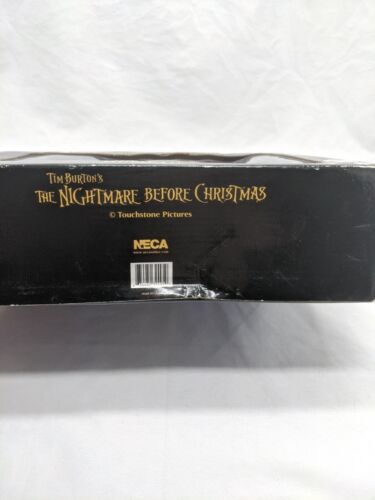 TIM BURTON'S
THE NIGHTMARE BEFORE CHRISTMAS
© Touchstone Pictures
NECA